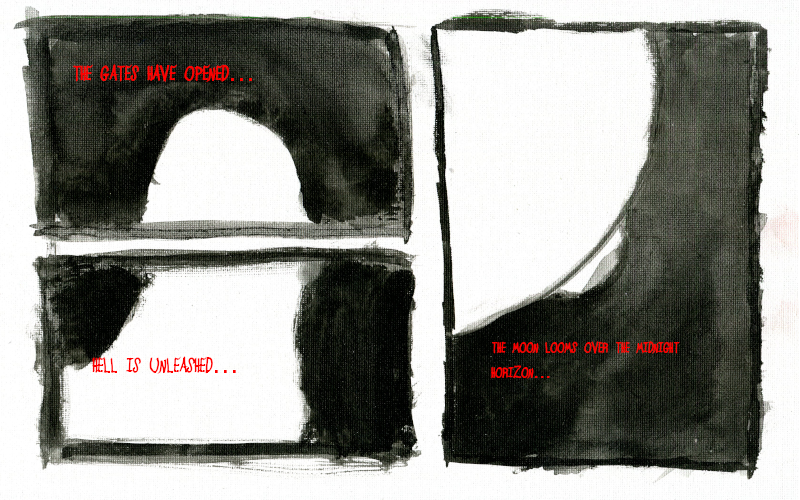 THE GATES HAVE OPENED...
HELL IS UNLEASHED...
THE MOON LOOMS OVER THE MIDNIGHT
HORIZON...